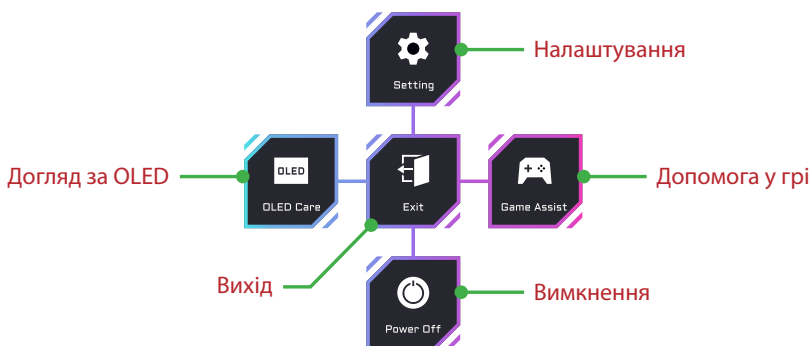 Setting
Налаштування
Догляд за OLED
OLED
OLED Care
Exit
Game Assist
Допомога у грі
Вихід
Power Off
Вимкнення